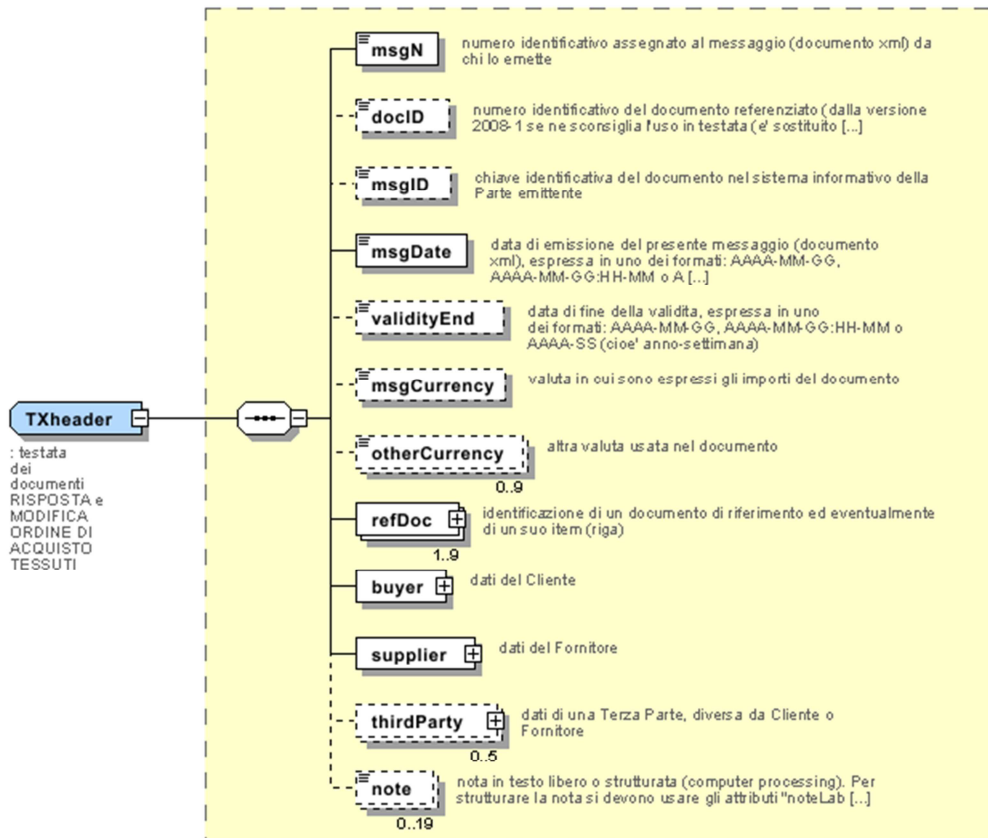 msgN
numero identificativo assegnato al messaggio (documento xml) da
chi lo emette
docID
numero identificativo del documento referenziato (dalla versione
2008-1 se ne sconsiglia l'uso in testata (e' sostituito [...]
msgID
chiave identificativa del documento nel sistema informativo della
Parte emittente
msgDate
data di emissione del presente messaggio (documento
xml), espressa in uno dei formati: AAAA-MM-GG,
AAAA-MM-GG:HH-MM o A [...]
validityEnd
data di fine della validita, espressa in uno
dei formati: AAAA-MM-GG, AAAA-MM-GG:HH-MM o
AAAA-SS (cioe' anno-settimana)
msgCurrency
valuta in cui sono espressi gli importi del documento
TXheader
: testata
dei
documenti
RISPOSTA e
MODIFICA
ORDINE DI
ACQUISTO
TESSUTI
otherCurrency
altra valuta usata nel documento
0..9
refDoc
identificazione di un documento di riferimento ed eventualmente
di un suo item (riga)
1..9
buyer
dati del Cliente
supplier
dati del Fornitore
thirdParty
dati di una Terza Parte, diversa da Cliente o
Fornitore
0..5
note
nota in testo libero o strutturata (computer processing). Per
strutturare la nota si devono usare gli attributi "noteLab [...]
0..19